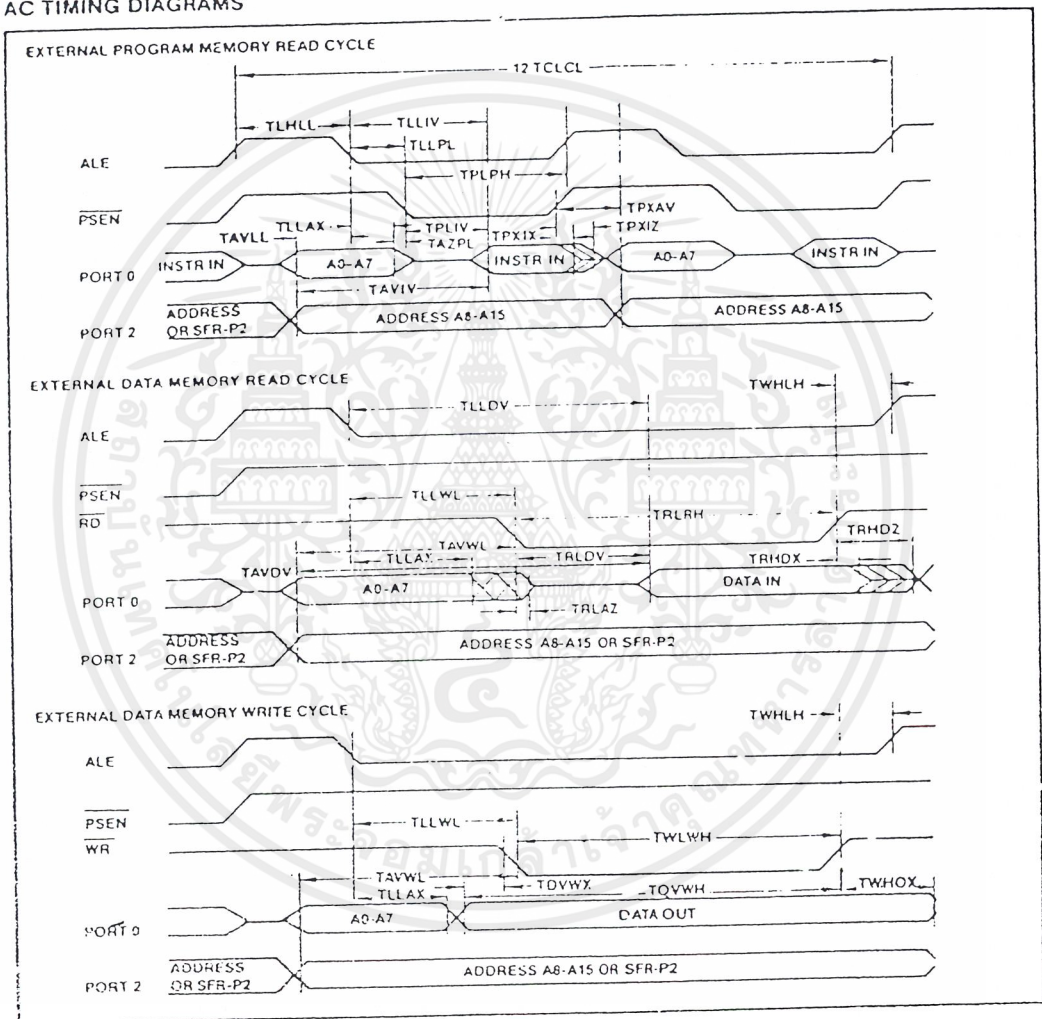 AC TIMING DIAGRAMS
EXTERNAL PROGRAM MEMORY READ CYCLE
12 TCLCL
TLHLL
TLLIV
TLLPL
ALE
TPLPH
PSEN
TPXAV
TLLAX
TPLIV
TPXIZ
TAVLL
TAZPL
TPXIX
PORT 0
INSTR IN
A0-A7
INSTR IN
A0-A7
INSTR IN
TAVIV
PORT 2
ADDRESS
OR SFR-P2
ADDRESS A8-A15
ADDRESS A8-A15
EXTERNAL DATA MEMORY READ CYCLE
TWHLH
TLLDV
ALE
PSEN
TLLWL
RD
TRLRH
TAVWL
TRHDZ
TLLAX
TRLDV
TRHDX
TAVDV
PORT 0
A0-A7
DATA IN
TRLAZ
PORT 2
ADDRESS
OR SFR-P2
ADDRESS A8-A15 OR SFR-P2
EXTERNAL DATA MEMORY WRITE CYCLE
TWHLH
ALE
PSEN
TLLWL
WR
TWLWH
TAVWL
TQVWX
TLLAX
TQVWH
TWHQX
PORT 0
A0-A7
DATA OUT
PORT 2
ADDRESS
OR SFR-P2
ADDRESS A8-A15 OR SFR-P2